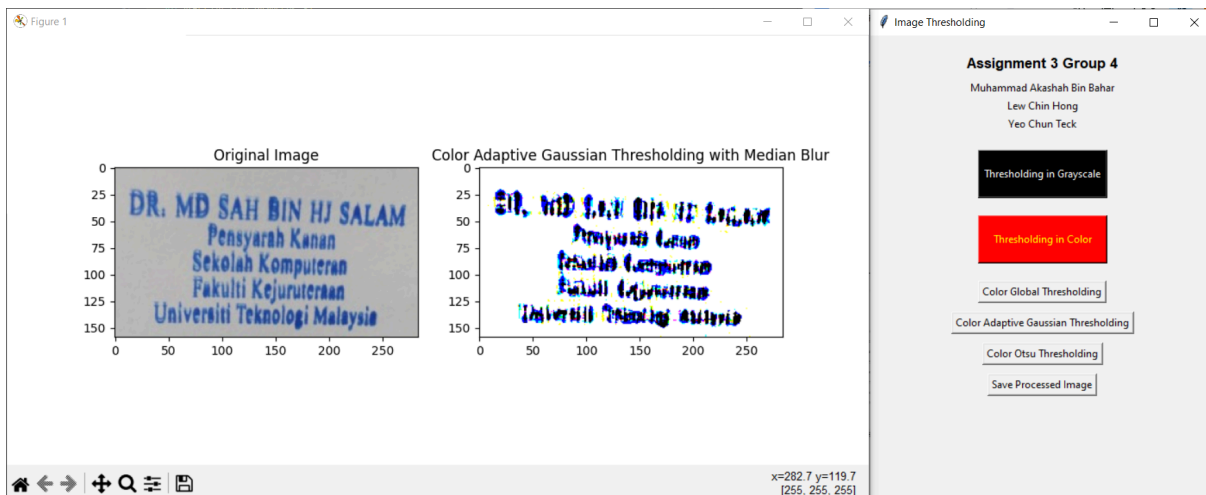 Figure 1
Original Image
0
25
50
75
100
125
150
0 50 100 150 200 250
DR. MD SAH BIN HJ SALAM
Pensyarah Kanan
Sekolah Komputeran
Fakulti Kejuruteraan
Universiti Teknologi Malaysia
Color Adaptive Gaussian Thresholding with Median Blur
0
25
50
75
100
125
150
0 50 100 150 200 250
x=282.7 y=119.7
[255, 255, 255]
Image Thresholding
Assignment 3 Group 4
Muhammad Akashah Bin Bahar
Lew Chin Hong
Yeo Chun Teck
Thresholding in Grayscale
Thresholding in Color
Color Global Thresholding
Color Adaptive Gaussian Thresholding
Color Otsu Thresholding
Save Processed Image